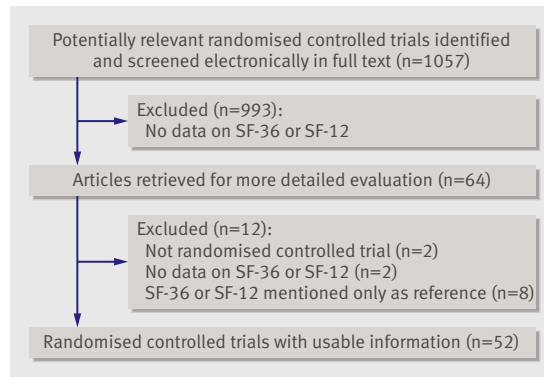 Potentially relevant randomised controlled trials identified
and screened electronically in full text (n=1057)
Excluded (n=993):
No data on SF-36 or SF-12
Articles retrieved for more detailed evaluation (n=64)
Excluded (n=12):
Not randomised controlled trial (n=2)
No data on SF-36 or SF-12 (n=2)
SF-36 or SF-12 mentioned only as reference (n=8)
Randomised controlled trials with usable information (n=52)